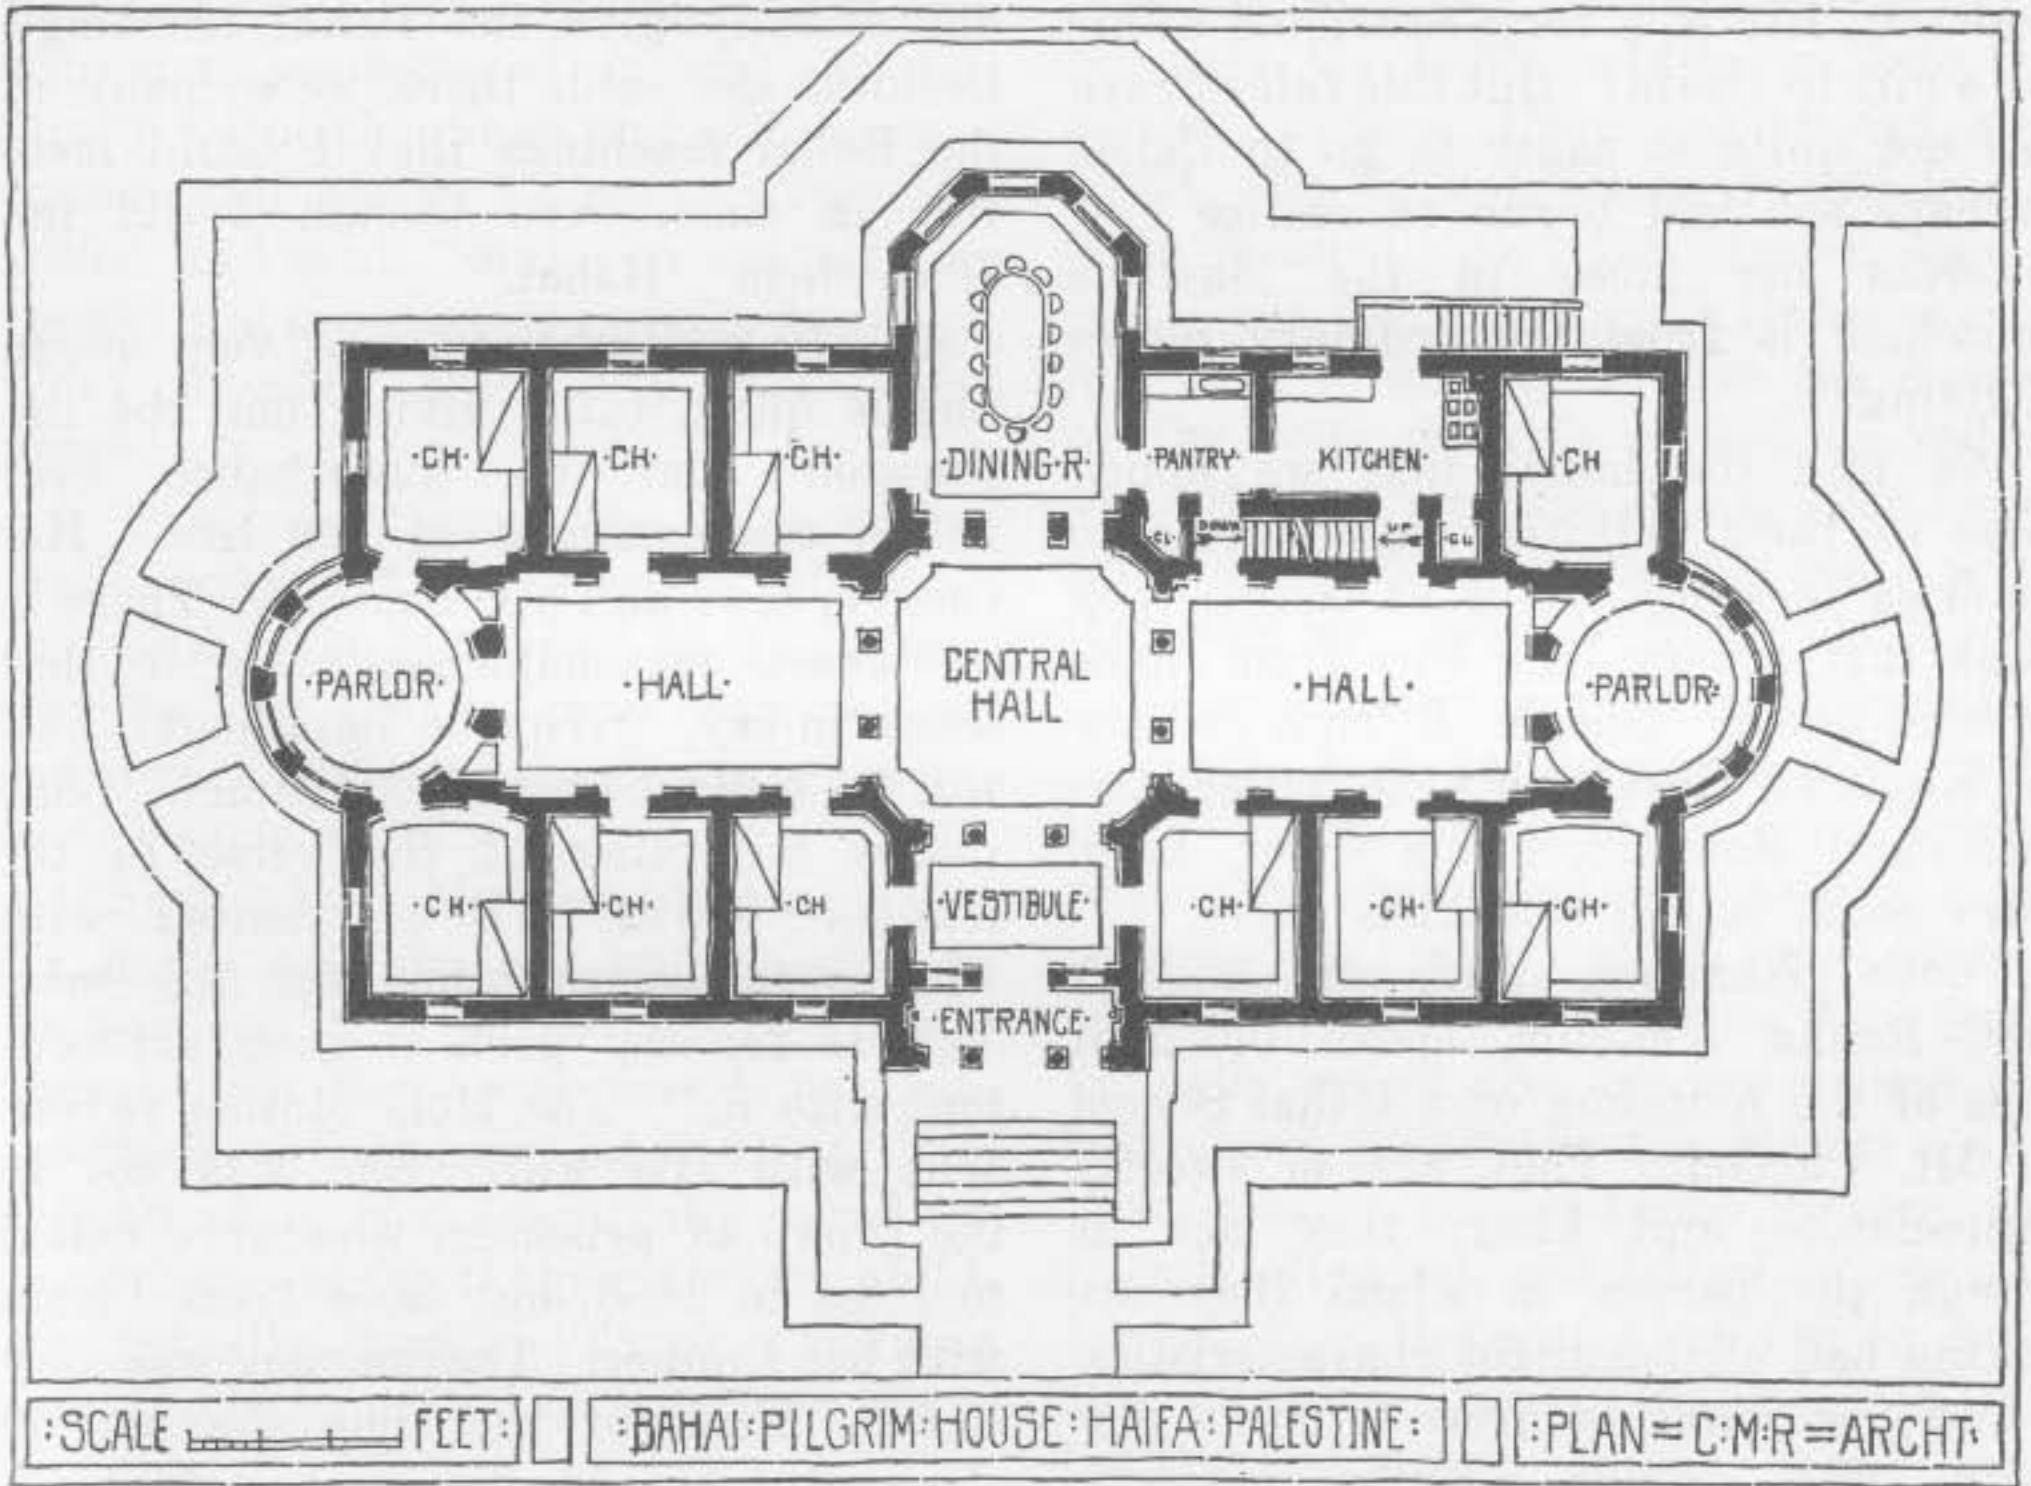 ·CH·
·CH·
·CH·
·DINING·R·
·PANTRY·
KITCHEN·
·CH
·CL·
DOWN
UP
·CL·
·PARLOR·
·HALL·
CENTRAL
HALL
·HALL·
·PARLOR·
·CH·
·CH·
·CH
·VESTIBULE·
·CH·
·CH·
·CH·
·ENTRANCE·
:SCALE FEET:
:BAHAI:PILGRIM:HOUSE:HAIFA:PALESTINE:
:PLAN=C:M:R=ARCHT: